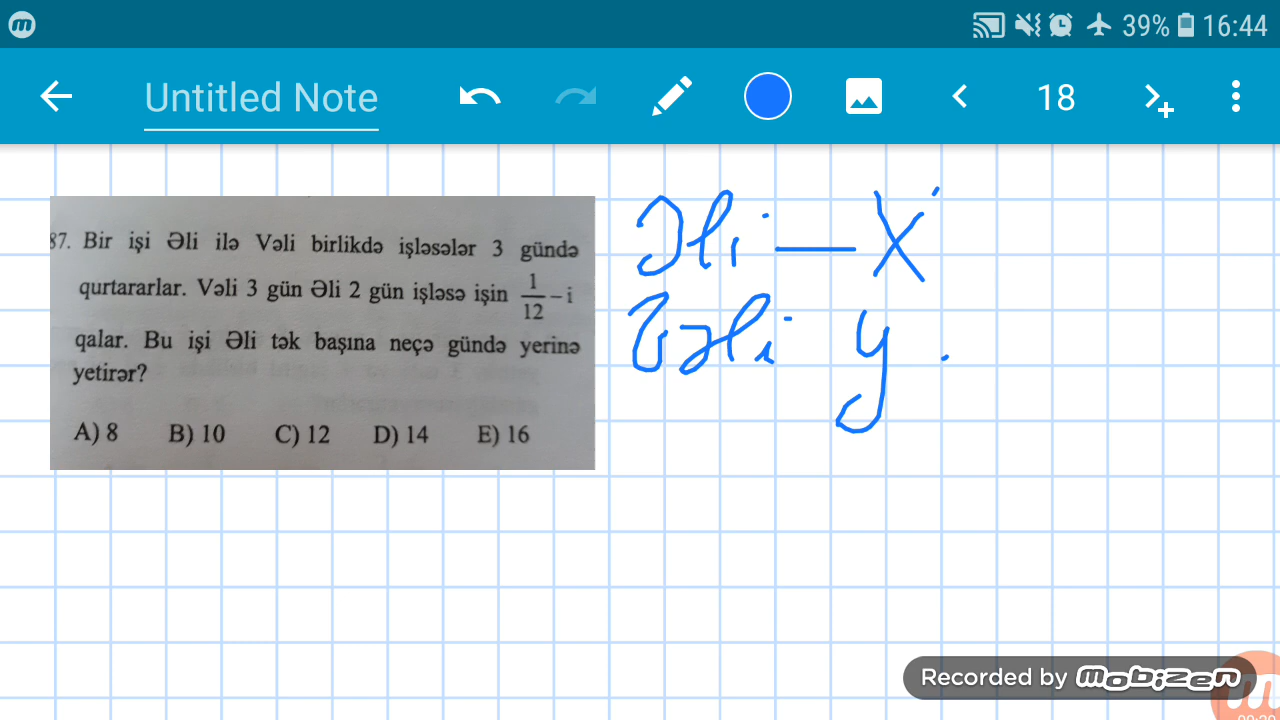 39% 16:44
Untitled Note
18
87. Bir işi Əli ilə Vəli birlikdə işləsələr 3 gündə
qurtararlar. Vəli 3 gün Əli 2 gün işləsə işin 1/12 -i
qalar. Bu işi Əli tək başına neçə gündə yerinə
yetirər?
A) 8 B) 10 C) 12 D) 14 E) 16
Əli — X
Vəli y .
Recorded by MOBIZEN